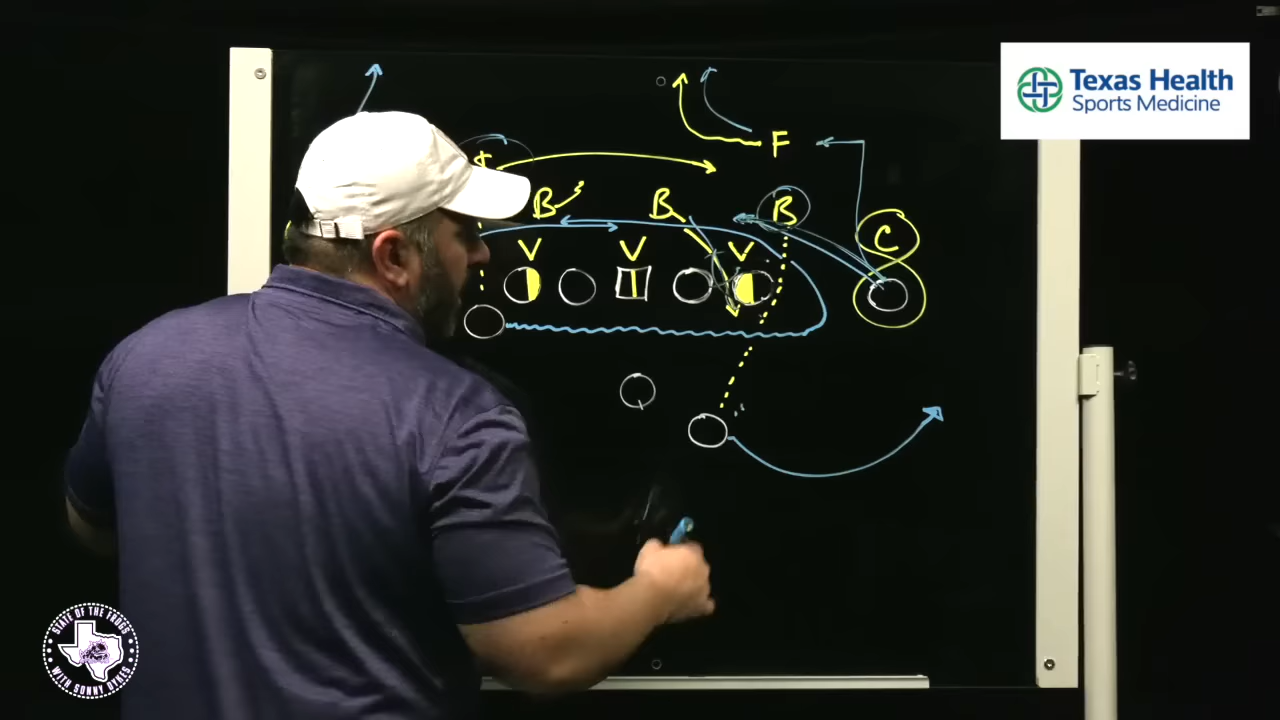 Texas Health
Sports Medicine
F
B
B
B
C
V
V
V
STATE OF THE FROGS
WITH SONNY DYKES